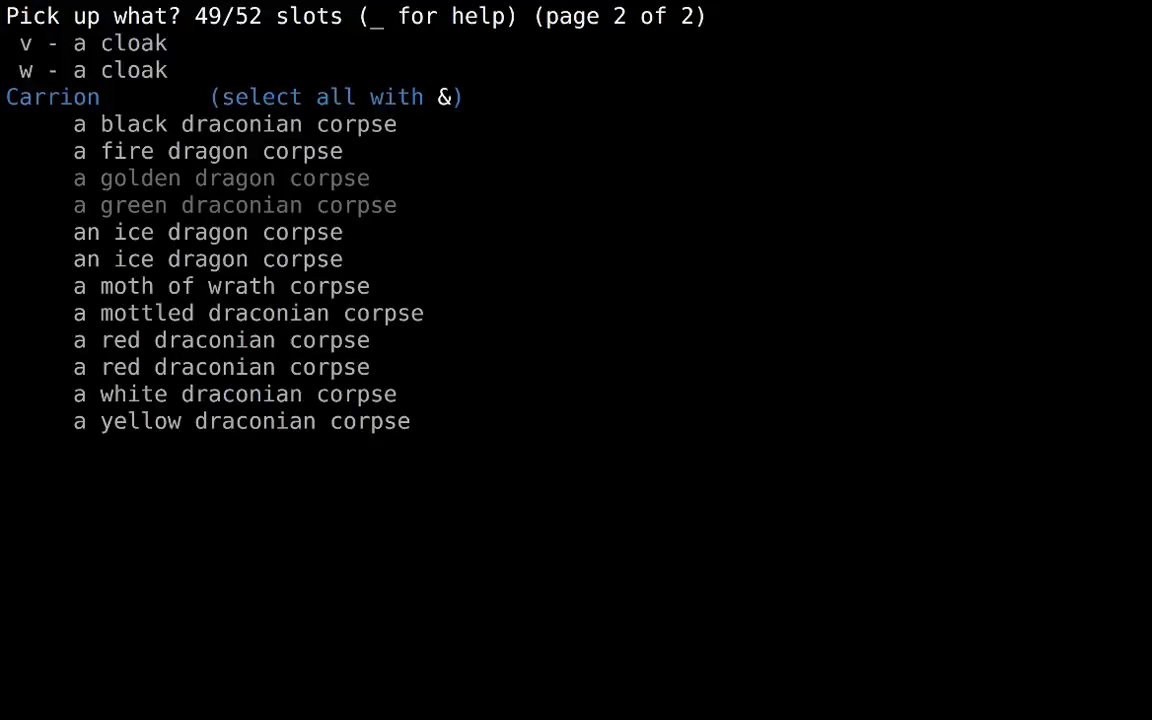 Pick up what? 49/52 slots (_ for help) (page 2 of 2)
v - a cloak
w - a cloak
Carrion (select all with &)
a black draconian corpse
a fire dragon corpse
a golden dragon corpse
a green draconian corpse
an ice dragon corpse
an ice dragon corpse
a moth of wrath corpse
a mottled draconian corpse
a red draconian corpse
a red draconian corpse
a white draconian corpse
a yellow draconian corpse